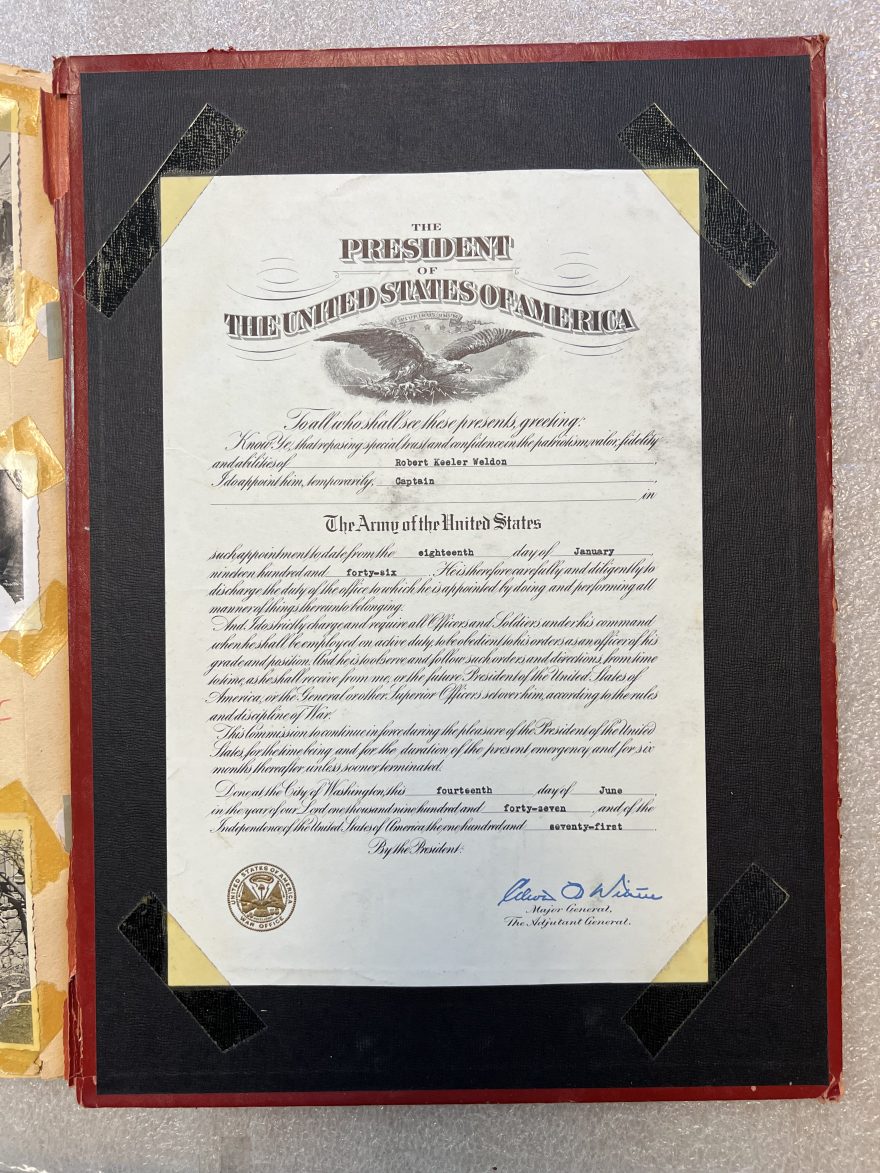 THE
PRESIDENT
OF
THE UNITED STATES OF AMERICA
To all who shall see these presents, greeting:
Know Ye, that reposing special trust and confidence in the patriotism, valor, fidelity
and abilities of Robert Keeler Weldon,
I do appoint him, temporarily, Captain
, in
The Army of the United States
such appointment to date from the eighteenth day of January,
nineteen hundred and forty-six. He is therefore carefully and diligently to
discharge the duty of the office to which he is appointed by doing and performing all
manner of things thereunto belonging.
And I do strictly charge and require all Officers and Soldiers under his command
when he shall be employed on active duty, to be obedient to his orders as an officer of his
grade and position. And he is to observe and follow such orders and directions, from time
to time, as he shall receive from me, or the future President of the United States of
America, or the General or other Superior Officers set over him, according to the rules
and discipline of War.
This Commission to continue in force during the pleasure of the President of the United
States, for the time being and for the duration of the present emergency and for six
months thereafter unless sooner terminated.
Done at the City of Washington, this fourteenth day of June
in the year of our Lord one thousand nine hundred and forty-seven, and of the
Independence of the United States of America the one hundred and seventy-first.
By the President:
UNITED STATES OF AMERICA
WAR OFFICE
Major General,
The Adjutant General.